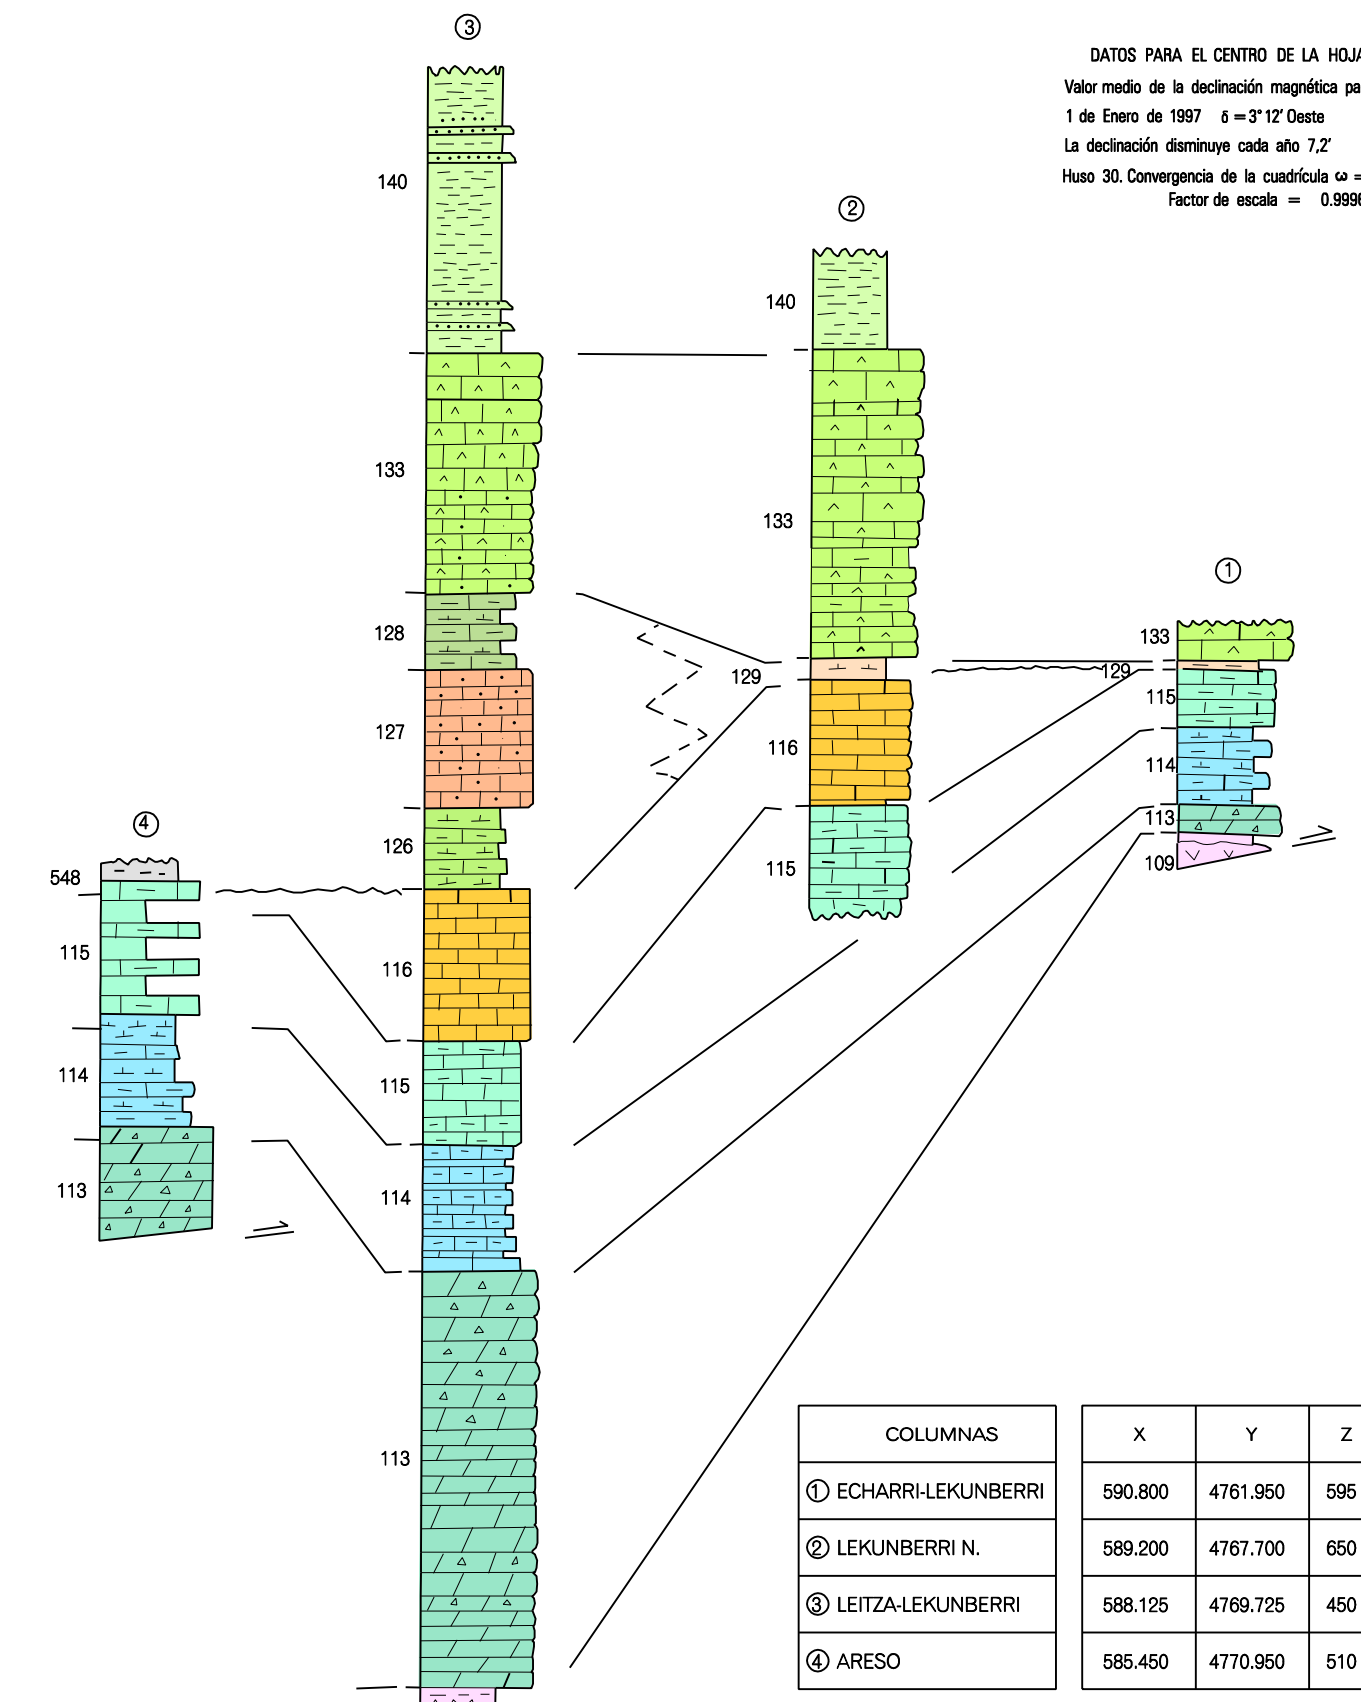 ③
DATOS PARA EL CENTRO DE LA HOJA
Valor medio de la declinación magnética pa
1 de Enero de 1997 δ = 3° 12' Oeste
La declinación disminuye cada año 7,2'
Huso 30. Convergencia de la cuadrícula ω =
Factor de escala = 0.9996
140
133
128
127
126
116
115
114
113
②
140
133
129
116
115
①
133
129
115
114
113
109
④
548
115
114
113
COLUMNAS X Y Z
① ECHARRI-LEKUNBERRI 590.800 4761.950 595
② LEKUNBERRI N. 589.200 4767.700 650
③ LEITZA-LEKUNBERRI 588.125 4769.725 450
④ ARESO 585.450 4770.950 510